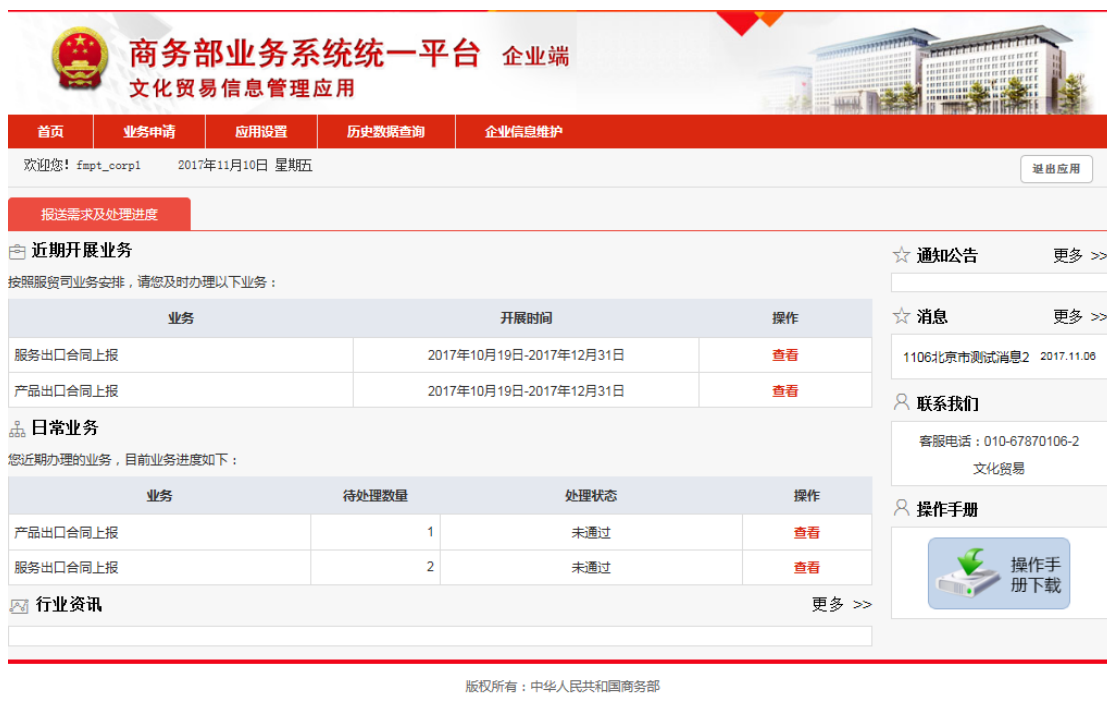 商务部业务系统统一平台 企业端
文化贸易信息管理应用
首页 业务申请 应用设置 历史数据查询 企业信息维护
欢迎您! fmpt_corp1 2017年11月10日 星期五 退出应用
报送需求及处理进度
近期开展业务
按照服贸司业务安排，请您及时办理以下业务：
业务 开展时间 操作
服务出口合同上报 2017年10月19日-2017年12月31日 查看
产品出口合同上报 2017年10月19日-2017年12月31日 查看
日常业务
您近期办理的业务，目前业务进度如下：
业务 待处理数量 处理状态 操作
产品出口合同上报 1 未通过 查看
服务出口合同上报 2 未通过 查看
行业资讯 更多 >>
通知公告 更多 >>
消息 更多 >>
1106北京市测试消息2 2017.11.06
联系我们
客服电话：010-67870106-2
文化贸易
操作手册
操作手
册下载
版权所有：中华人民共和国商务部